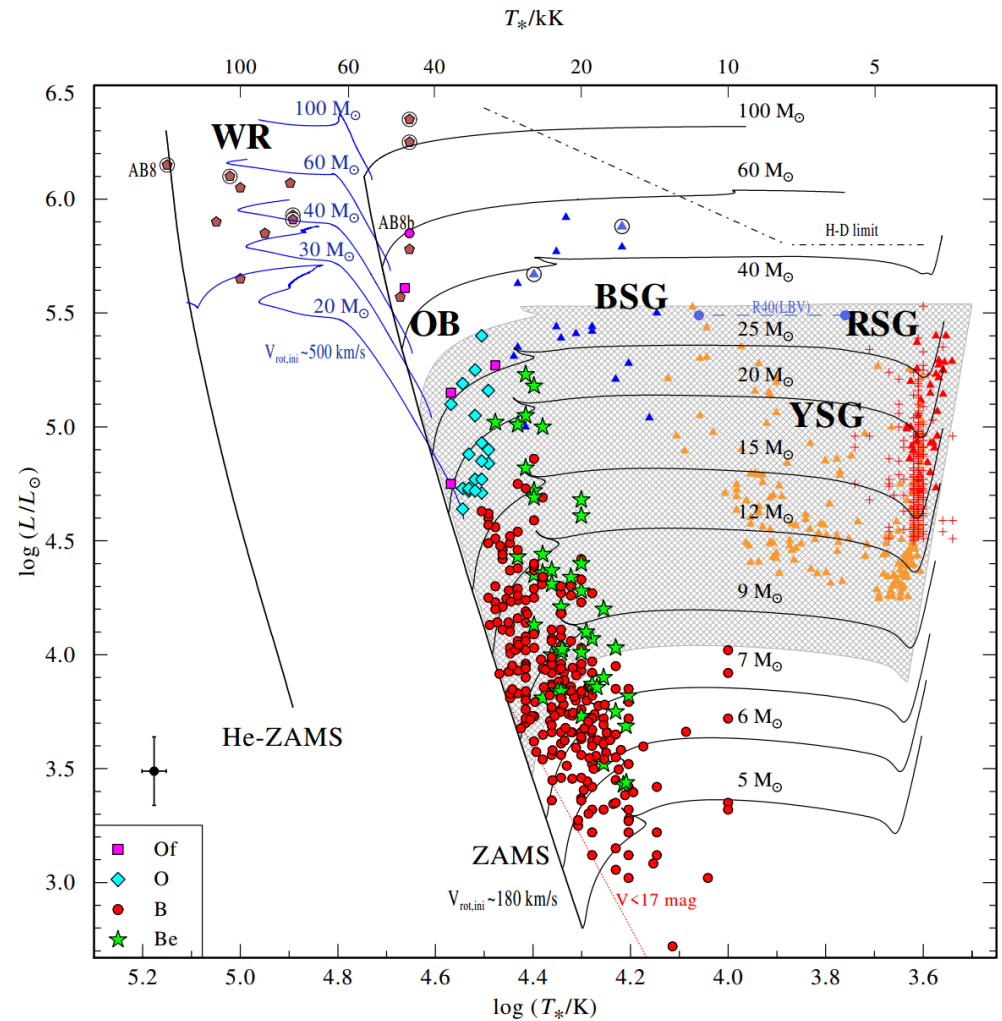 T*/kK
100 60 40 20 10 5
6.5
6.0
5.5
5.0
4.5
4.0
3.5
3.0
log (L/L⊙)
100 M⊙
WR
60 M⊙
AB8
40 M⊙
30 M⊙
20 M⊙
V rot,ini ~500 km/s
AB8b
OB
BSG
100 M⊙
60 M⊙
H-D limit
40 M⊙
R40(LBV)
RSG
25 M⊙
20 M⊙
YSG
15 M⊙
12 M⊙
9 M⊙
7 M⊙
6 M⊙
5 M⊙
He-ZAMS
ZAMS
V rot,ini ~180 km/s
V<17 mag
Of
O
B
Be
5.2 5.0 4.8 4.6 4.4 4.2 4.0 3.8 3.6
log (T*/K)